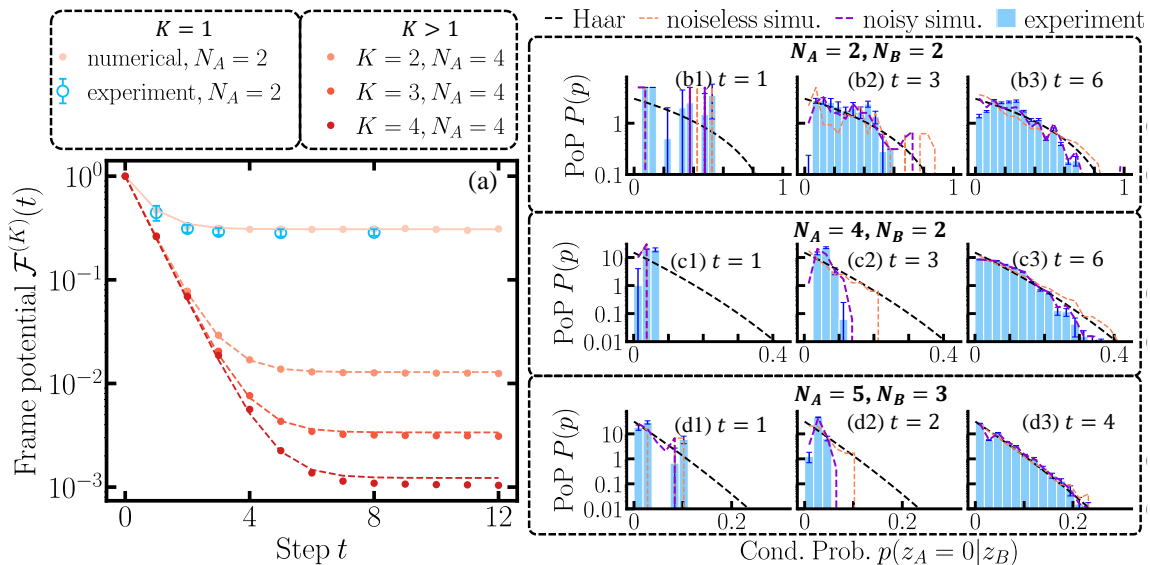 K = 1
numerical, N_A = 2
experiment, N_A = 2
K > 1
K = 2, N_A = 4
K = 3, N_A = 4
K = 4, N_A = 4
(a)
Frame potential F^(K)(t)
10^0
10^-1
10^-2
10^-3
0 4 8 12
Step t
Haar noiseless simu. noisy simu. experiment
N_A = 2, N_B = 2
PoP P(p)
(b1) t = 1
(b2) t = 3
(b3) t = 6
1
0.1
0 1 0 1 0 1
N_A = 4, N_B = 2
PoP P(p)
(c1) t = 1
(c2) t = 3
(c3) t = 6
10
1
0.1
0.01
0 0.4 0 0.4 0 0.4
N_A = 5, N_B = 3
PoP P(p)
(d1) t = 1
(d2) t = 2
(d3) t = 4
10
1
0.1
0.01
0 0.2 0 0.2 0 0.2
Cond. Prob. p(z_A = 0|z_B)